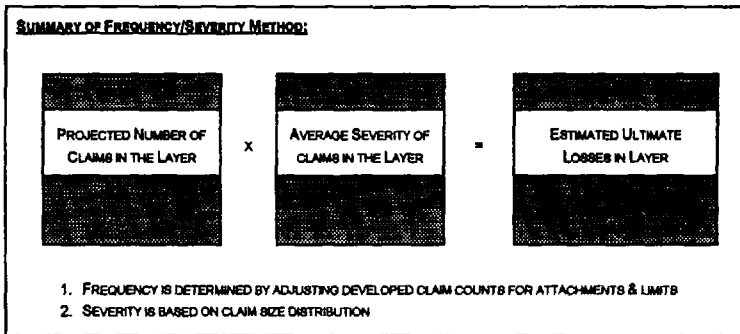 SUMMARY OF FREQUENCY/SEVERITY METHOD:
PROJECTED NUMBER OF
CLAIMS IN THE LAYER
x
AVERAGE SEVERITY OF
CLAIMS IN THE LAYER
=
ESTIMATED ULTIMATE
LOSSES IN LAYER
1. FREQUENCY IS DETERMINED BY ADJUSTING DEVELOPED CLAIM COUNTS FOR ATTACHMENTS & LIMITS
2. SEVERITY IS BASED ON CLAIM SIZE DISTRIBUTION